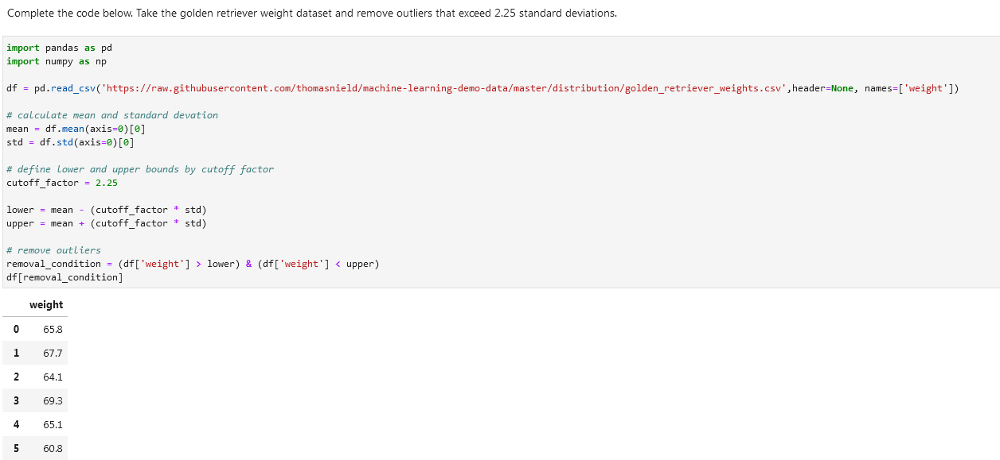 Complete the code below. Take the golden retriever weight dataset and remove outliers that exceed 2.25 standard deviations.
import pandas as pd
import numpy as np
df = pd.read_csv('https://raw.githubusercontent.com/thomasnield/machine-learning-demo-data/master/distribution/golden_retriever_weights.csv',header=None, names=['weight'])
# calculate mean and standard devation
mean = df.mean(axis=0)[0]
std = df.std(axis=0)[0]
# define lower and upper bounds by cutoff factor
cutoff_factor = 2.25
lower = mean - (cutoff_factor * std)
upper = mean + (cutoff_factor * std)
# remove outliers
removal_condition = (df['weight'] > lower) & (df['weight'] < upper)
df[removal_condition]
weight
0 65.8
1 67.7
2 64.1
3 69.3
4 65.1
5 60.8